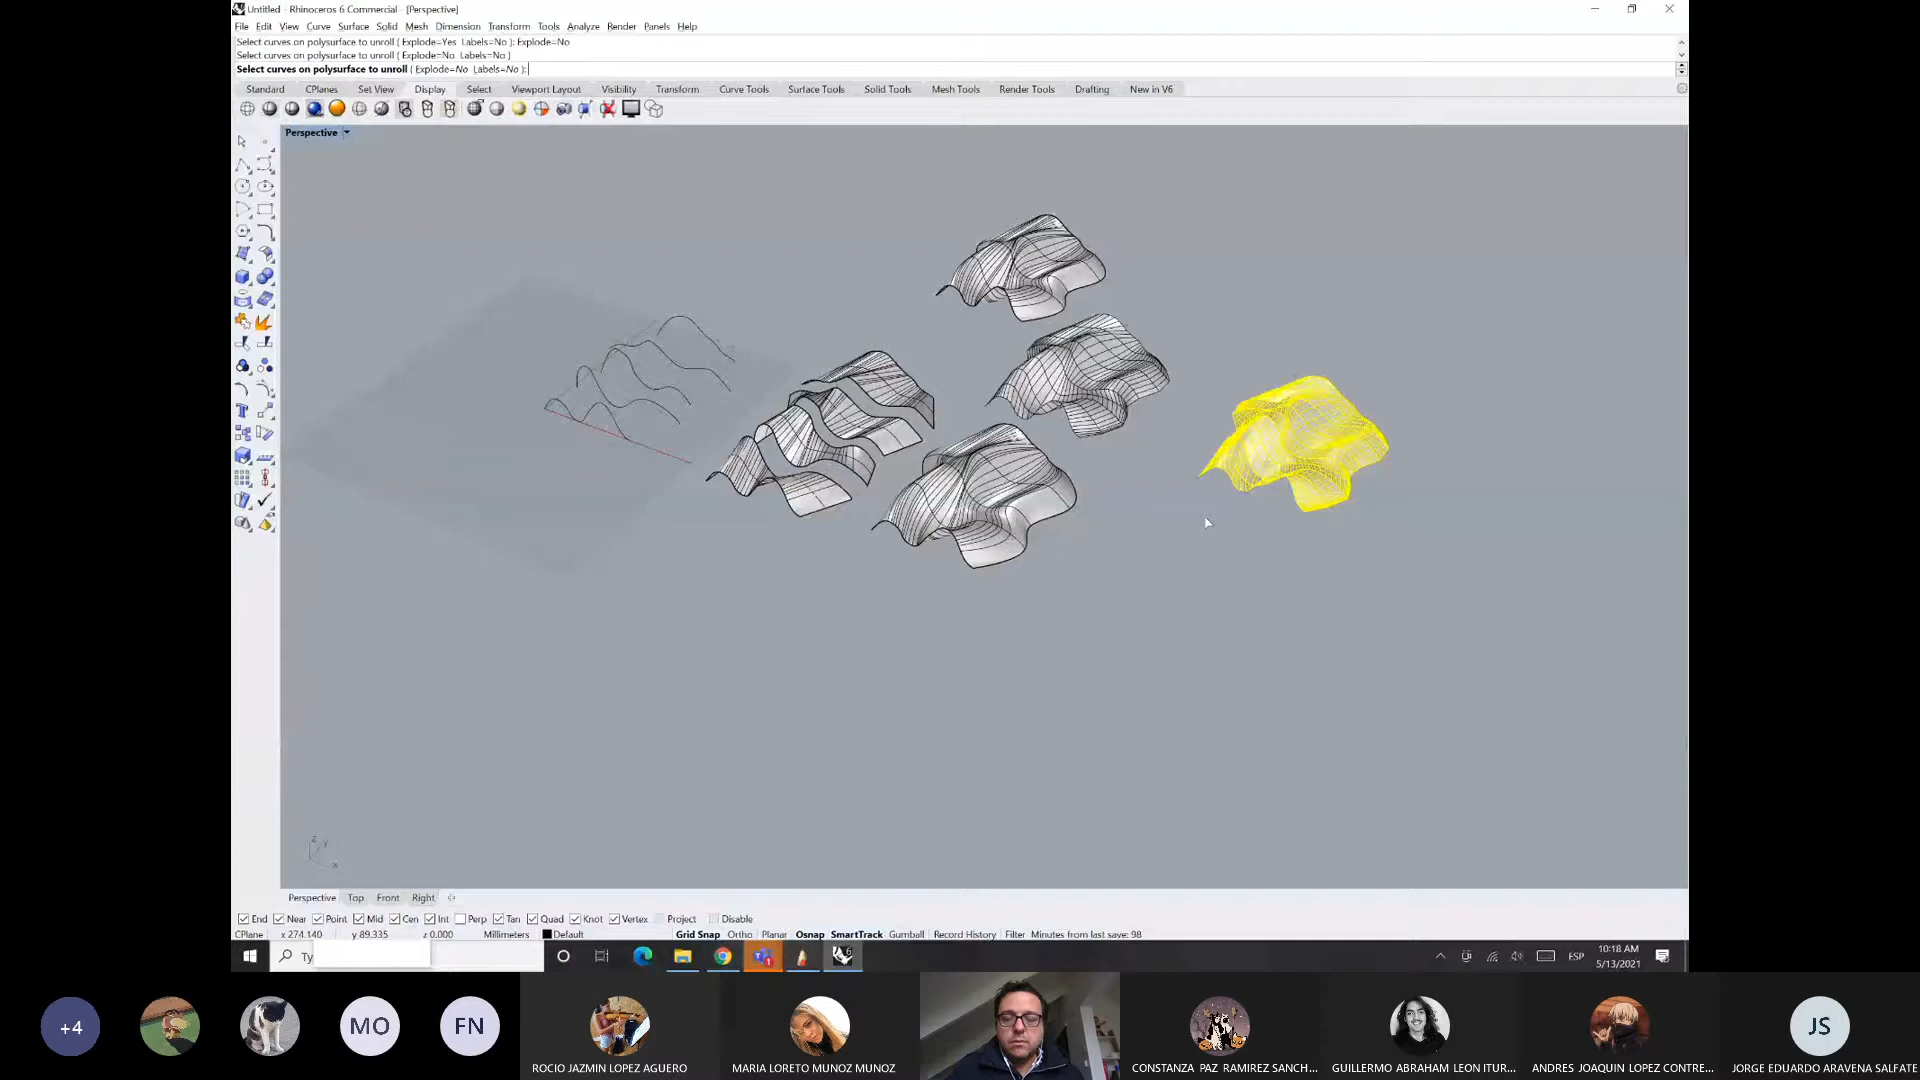 Untitled - Rhinoceros 6 Commercial - [Perspective]
File Edit View Curve Surface Solid Mesh Dimension Transform Tools Analyze Render Panels Help
Select curves on polysurface to unroll ( Explode=Yes Labels=No ): Explode=No
Select curves on polysurface to unroll ( Explode=No Labels=No )
Select curves on polysurface to unroll ( Explode=No Labels=No ):
Standard CPlanes Set View Display Select Viewport Layout Visibility Transform Curve Tools Surface Tools Solid Tools Mesh Tools Render Tools Drafting New in V6
Perspective
z y
x
Perspective Top Front Right
End Near Point Mid Cen Int Perp Tan Quad Knot Vertex Project Disable
CPlane x 274.140 y 89.335 z 0.000 Millimeters Default Grid Snap Ortho Planar Osnap SmartTrack Gumball Record History Filter Minutes from last save: 98
Ty
ESP
10:18 AM
5/13/2021
+4
MO
FN
JS
ROCIO JAZMIN LOPEZ AGUERO
MARIA LORETO MUNOZ MUNOZ
CONSTANZA PAZ RAMIREZ SANCH...
GUILLERMO ABRAHAM LEON ITUR...
ANDRES JOAQUIN LOPEZ CONTRE...
JORGE EDUARDO ARAVENA SALFATE